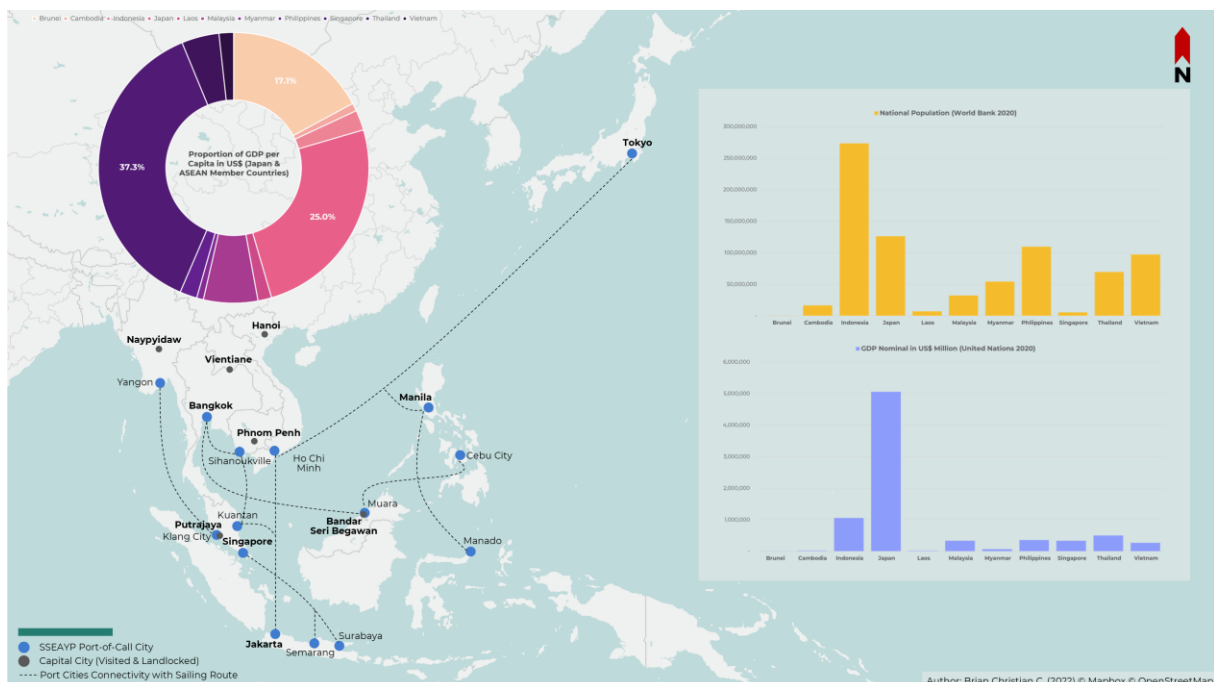 Brunei
Cambodia
Indonesia
Japan
Laos
Malaysia
Myanmar
Philippines
Singapore
Thailand
Vietnam
17.1%
37.3%
25.0%
Proportion of GDP per
Capita in US$ (Japan &
ASEAN Member Countries)
N
Tokyo
Hanoi
Naypyidaw
Vientiane
Yangon
Bangkok
Manila
Phnom Penh
Sihanoukville
Ho Chi
Minh
Cebu City
Muara
Kuantan
Bandar
Seri Begawan
Putrajaya
Klang City
Singapore
Manado
Jakarta
Semarang
Surabaya
National Population (World Bank 2020)
300,000,000
250,000,000
200,000,000
150,000,000
100,000,000
50,000,000
-
Brunei
Cambodia
Indonesia
Japan
Laos
Malaysia
Myanmar
Philippines
Singapore
Thailand
Vietnam
GDP Nominal in US$ Million (United Nations 2020)
6,000,000
5,000,000
4,000,000
3,000,000
2,000,000
1,000,000
-
Brunei
Cambodia
Indonesia
Japan
Laos
Malaysia
Myanmar
Philippines
Singapore
Thailand
Vietnam
SSEAYP Port-of-Call City
Capital City (Visited & Landlocked)
Port Cities Connectivity with Sailing Route
Author: Brian Christian C. (2022) © Mapbox © OpenStreetMap